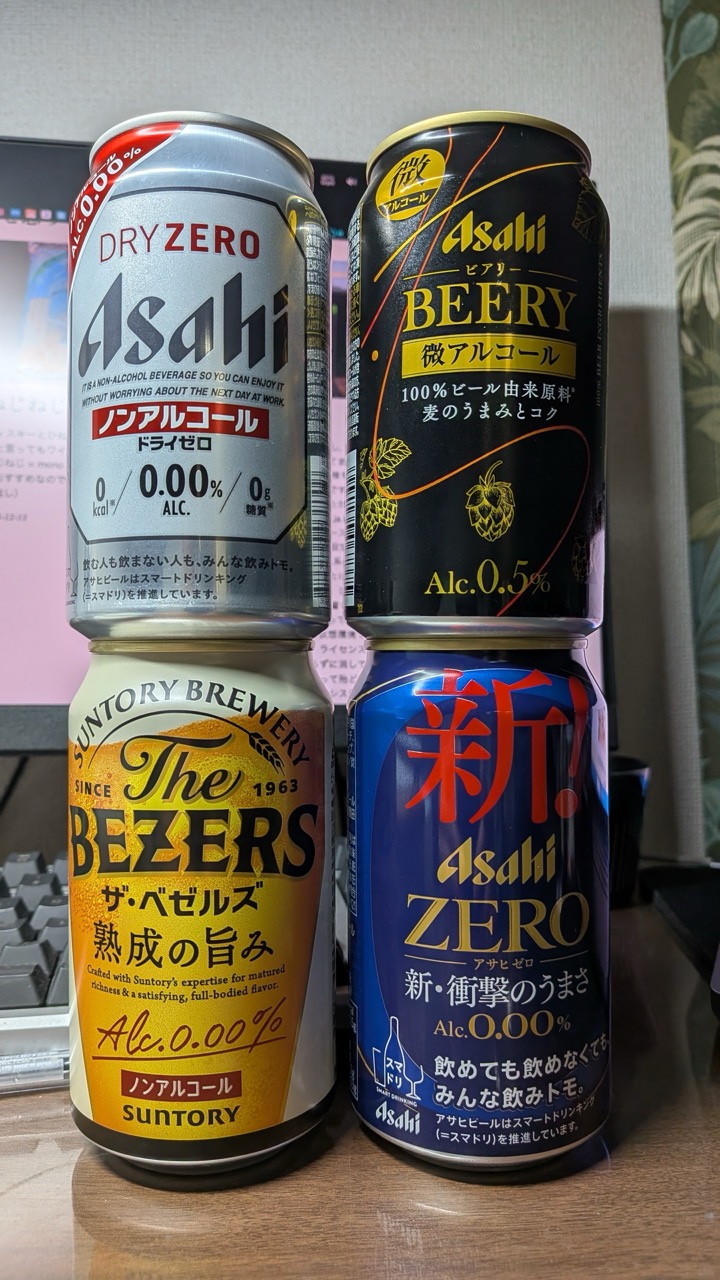 ALC.0.00%
DRYZERO
Asahi
IT IS A NON-ALCOHOL BEVERAGE SO YOU CAN ENJOY IT
WITHOUT WORRYING ABOUT THE NEXT DAY AT WORK.
ノンアルコール
ドライゼロ
0kcal※/0.00%ALC./0g糖質※
飲む人も飲まない人も、みんな飲みトモ。
アサヒビールはスマートドリンキング
(=スマドリ)を推進しています。
微
アルコール
Asahi
ビアリー
BEERY
微アルコール
100%ビール由来原料*
麦のうまみとコク
Alc.0.5%
SUNTORY BREWERY
The
SINCE 1963
BEZERS
ザ・ベゼルズ
熟成の旨み
Crafted with Suntory's expertise for matured
richness & a satisfying, full-bodied flavor.
Alc.0.00%
ノンアルコール
SUNTORY
新!
Asahi
ZERO
アサヒゼロ
新・衝撃のうまさ
Alc.0.00%
スマ
ドリ
SMART DRINKING
Asahi
飲めても飲めなくても、
みんな飲みトモ。
アサヒビールはスマートドリンキング
(=スマドリ)を推進しています。